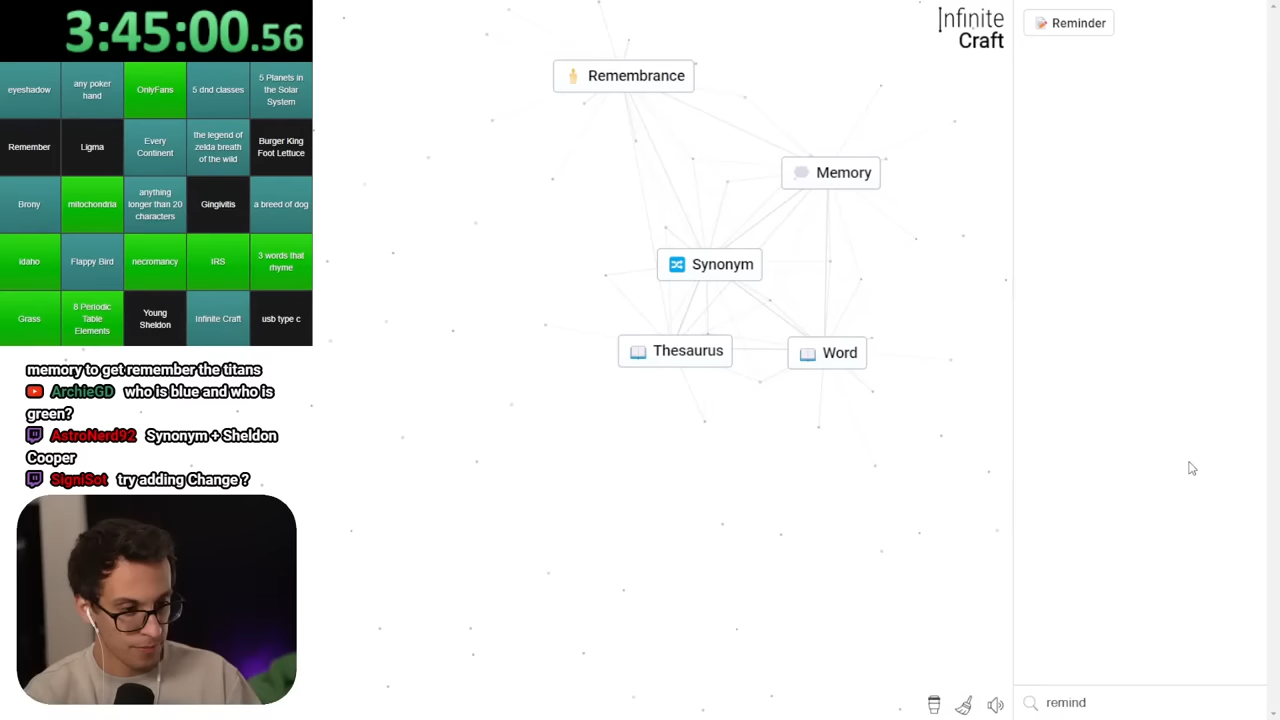 3:45:00.56
eyeshadow
any poker
hand
OnlyFans
5 dnd classes
5 Planets in
the Solar
System
Remember
Ligma
Every
Continent
the legend of
zelda breath
of the wild
Burger King
Foot Lettuce
Brony
mitochondria
anything
longer than 20
characters
Gingivitis
a breed of dog
idaho
Flappy Bird
necromancy
IRS
3 words that
rhyme
Grass
8 Periodic
Table
Elements
Young
Sheldon
Infinite Craft
usb type c
memory to get remember the titans
ArchieGD who is blue and who is
green?
AstroNerd92 Synonym + Sheldon
Cooper
SigniSot try adding Change ?
Remembrance
Memory
Synonym
Thesaurus
Word
Infinite
Craft
Reminder
remind